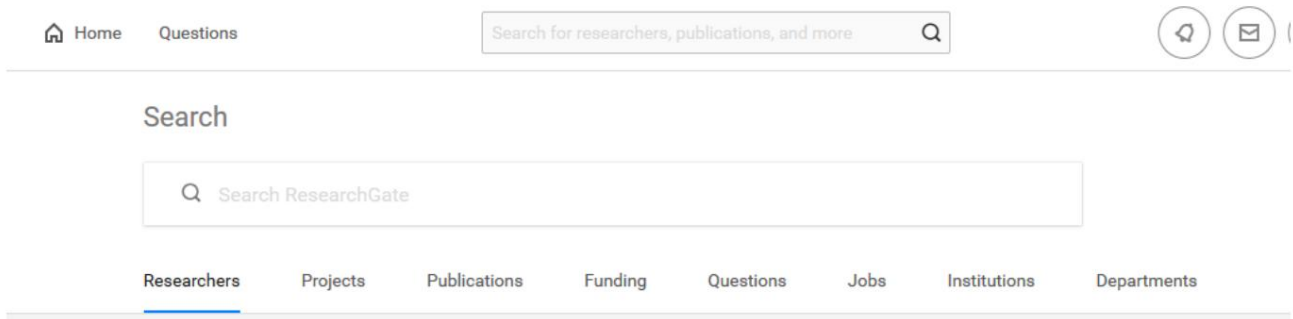 Home Questions Search for researchers, publications, and more
Search
Search ResearchGate
Researchers Projects Publications Funding Questions Jobs Institutions Departments